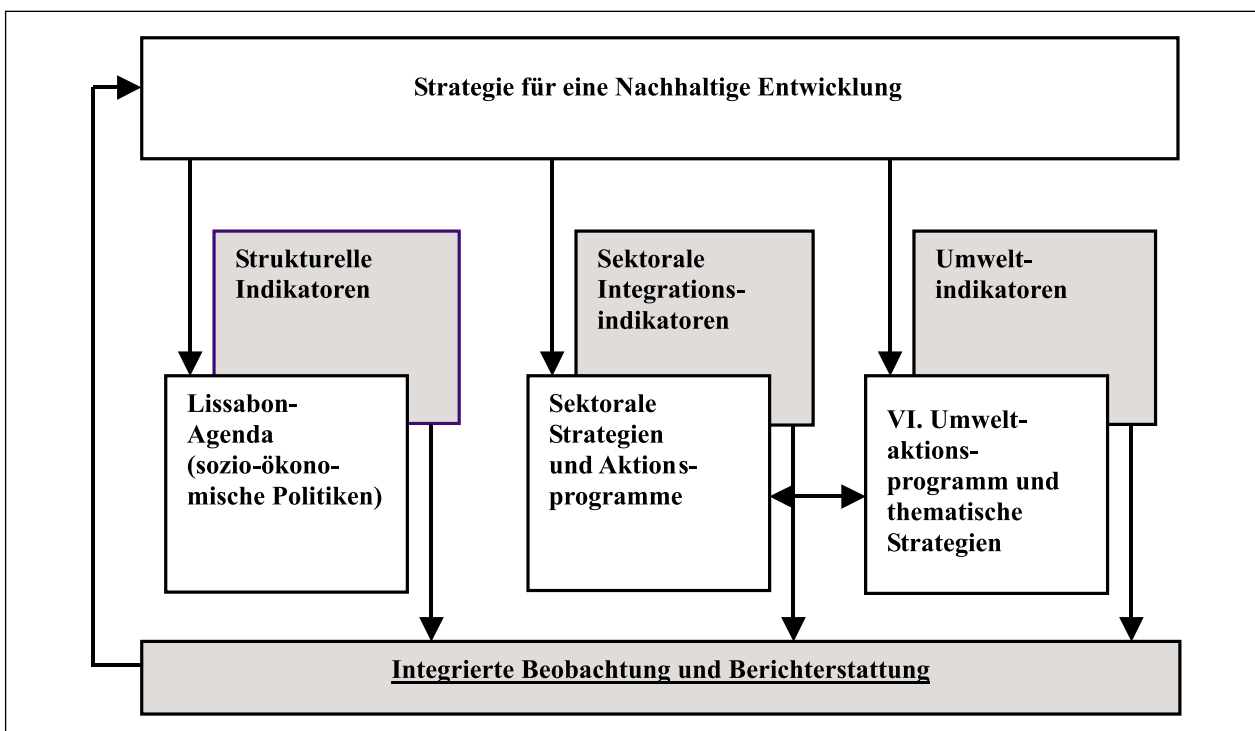 Strategie für eine Nachhaltige Entwicklung
Strukturelle
Indikatoren
Sektorale
Integrations-
indikatoren
Umwelt-
indikatoren
Lissabon-
Agenda
(sozio-ökono-
mische Politiken)
Sektorale
Strategien
und Aktions-
programme
VI. Umwelt-
aktions-
programm und
thematische
Strategien
Integrierte Beobachtung und Berichterstattung